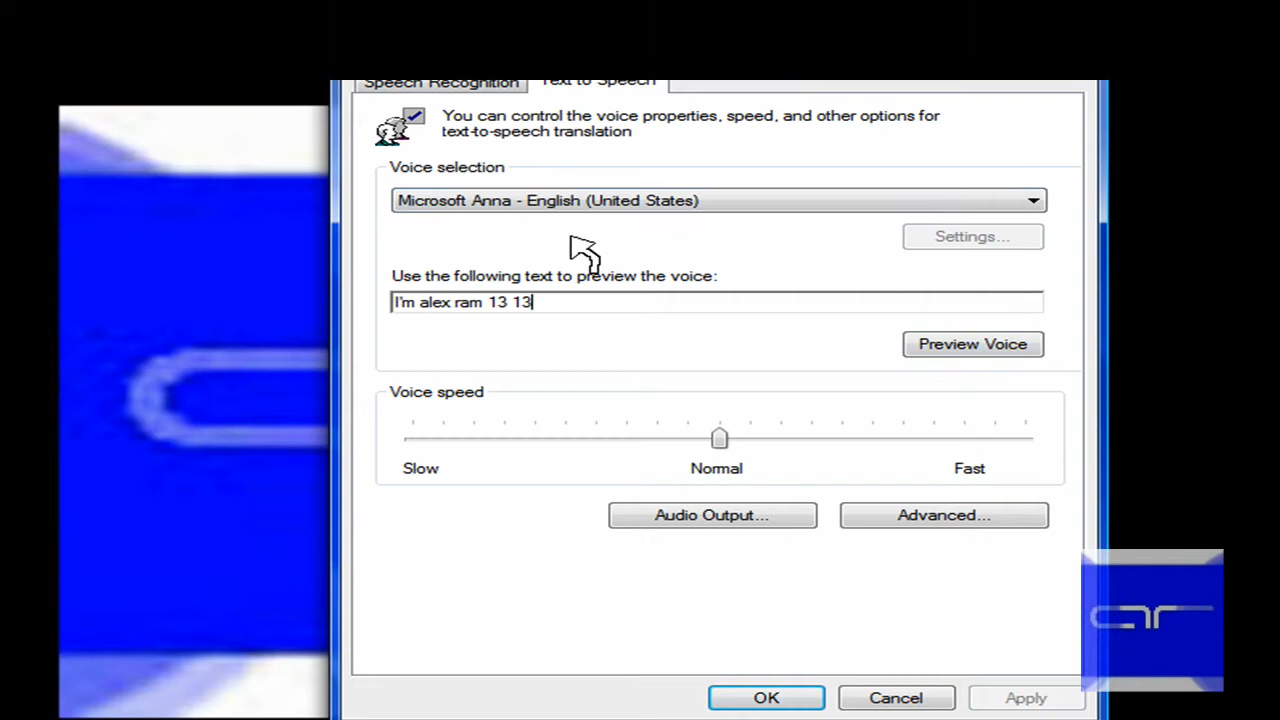 Speech Recognition
Text to Speech
You can control the voice properties, speed, and other options for
text-to-speech translation
Voice selection
Microsoft Anna - English (United States)
Settings...
Use the following text to preview the voice:
I'm alex ram 13 13
Preview Voice
Voice speed
Slow
Normal
Fast
Audio Output...
Advanced...
ar
OK
Cancel
Apply